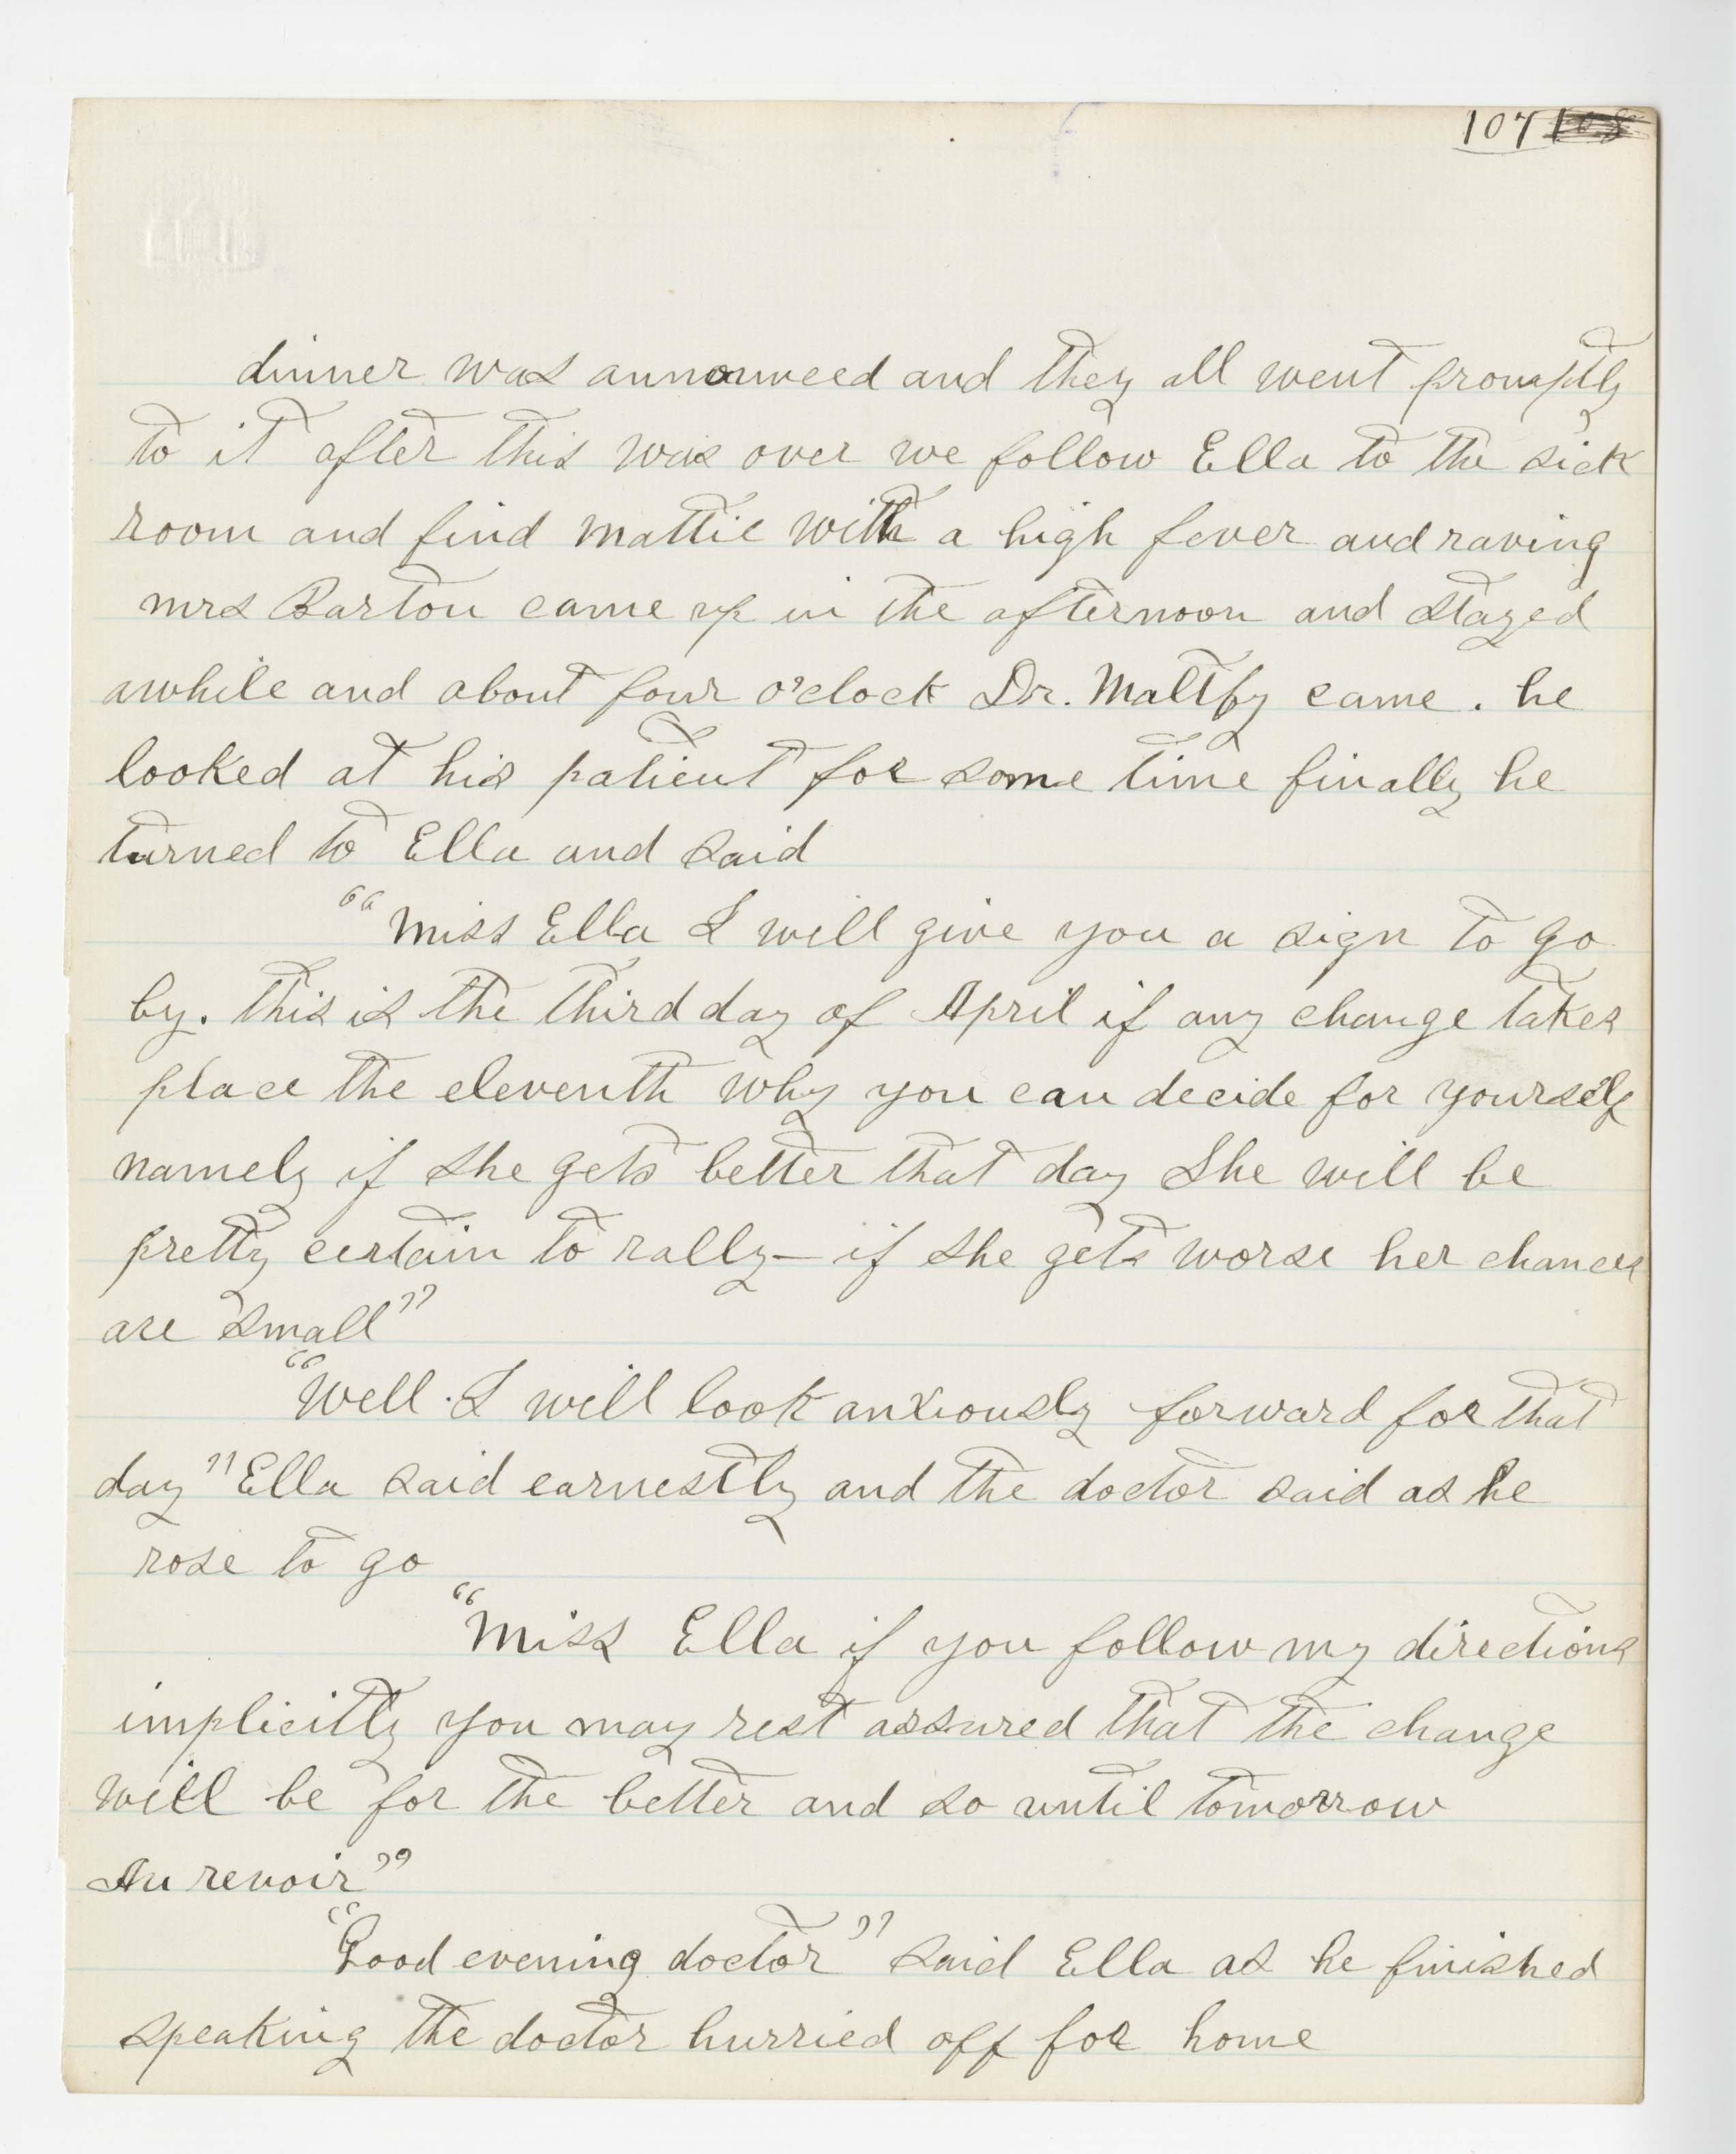 107 108
dinner was announced and they all went promptly
to it after this was over we follow Ella to the sick
room and find Mattie with a high fever and raving
Mrs Barton came up in the afternoon and stayed
awhile and about four o'clock Dr. Maltby came. he
looked at his patient for some time finally he
turned to Ella and said
"Miss Ella I will give you a sign to go
by. this is the third day of April if any change takes
place the eleventh why you can decide for yourself
namely if she gets better that day She will be
pretty certain to rally— if she gets worse her chances
are small"
"Well. I will look anxiously forward for that
day" Ella said earnestly and the doctor said as he
rose to go
"Miss Ella if you follow my directions
implicitly you may rest assured that the change
will be for the better and so until tomorrow
Au revoir"
"Good evening doctor" said Ella as he finished
speaking the doctor hurried off for home